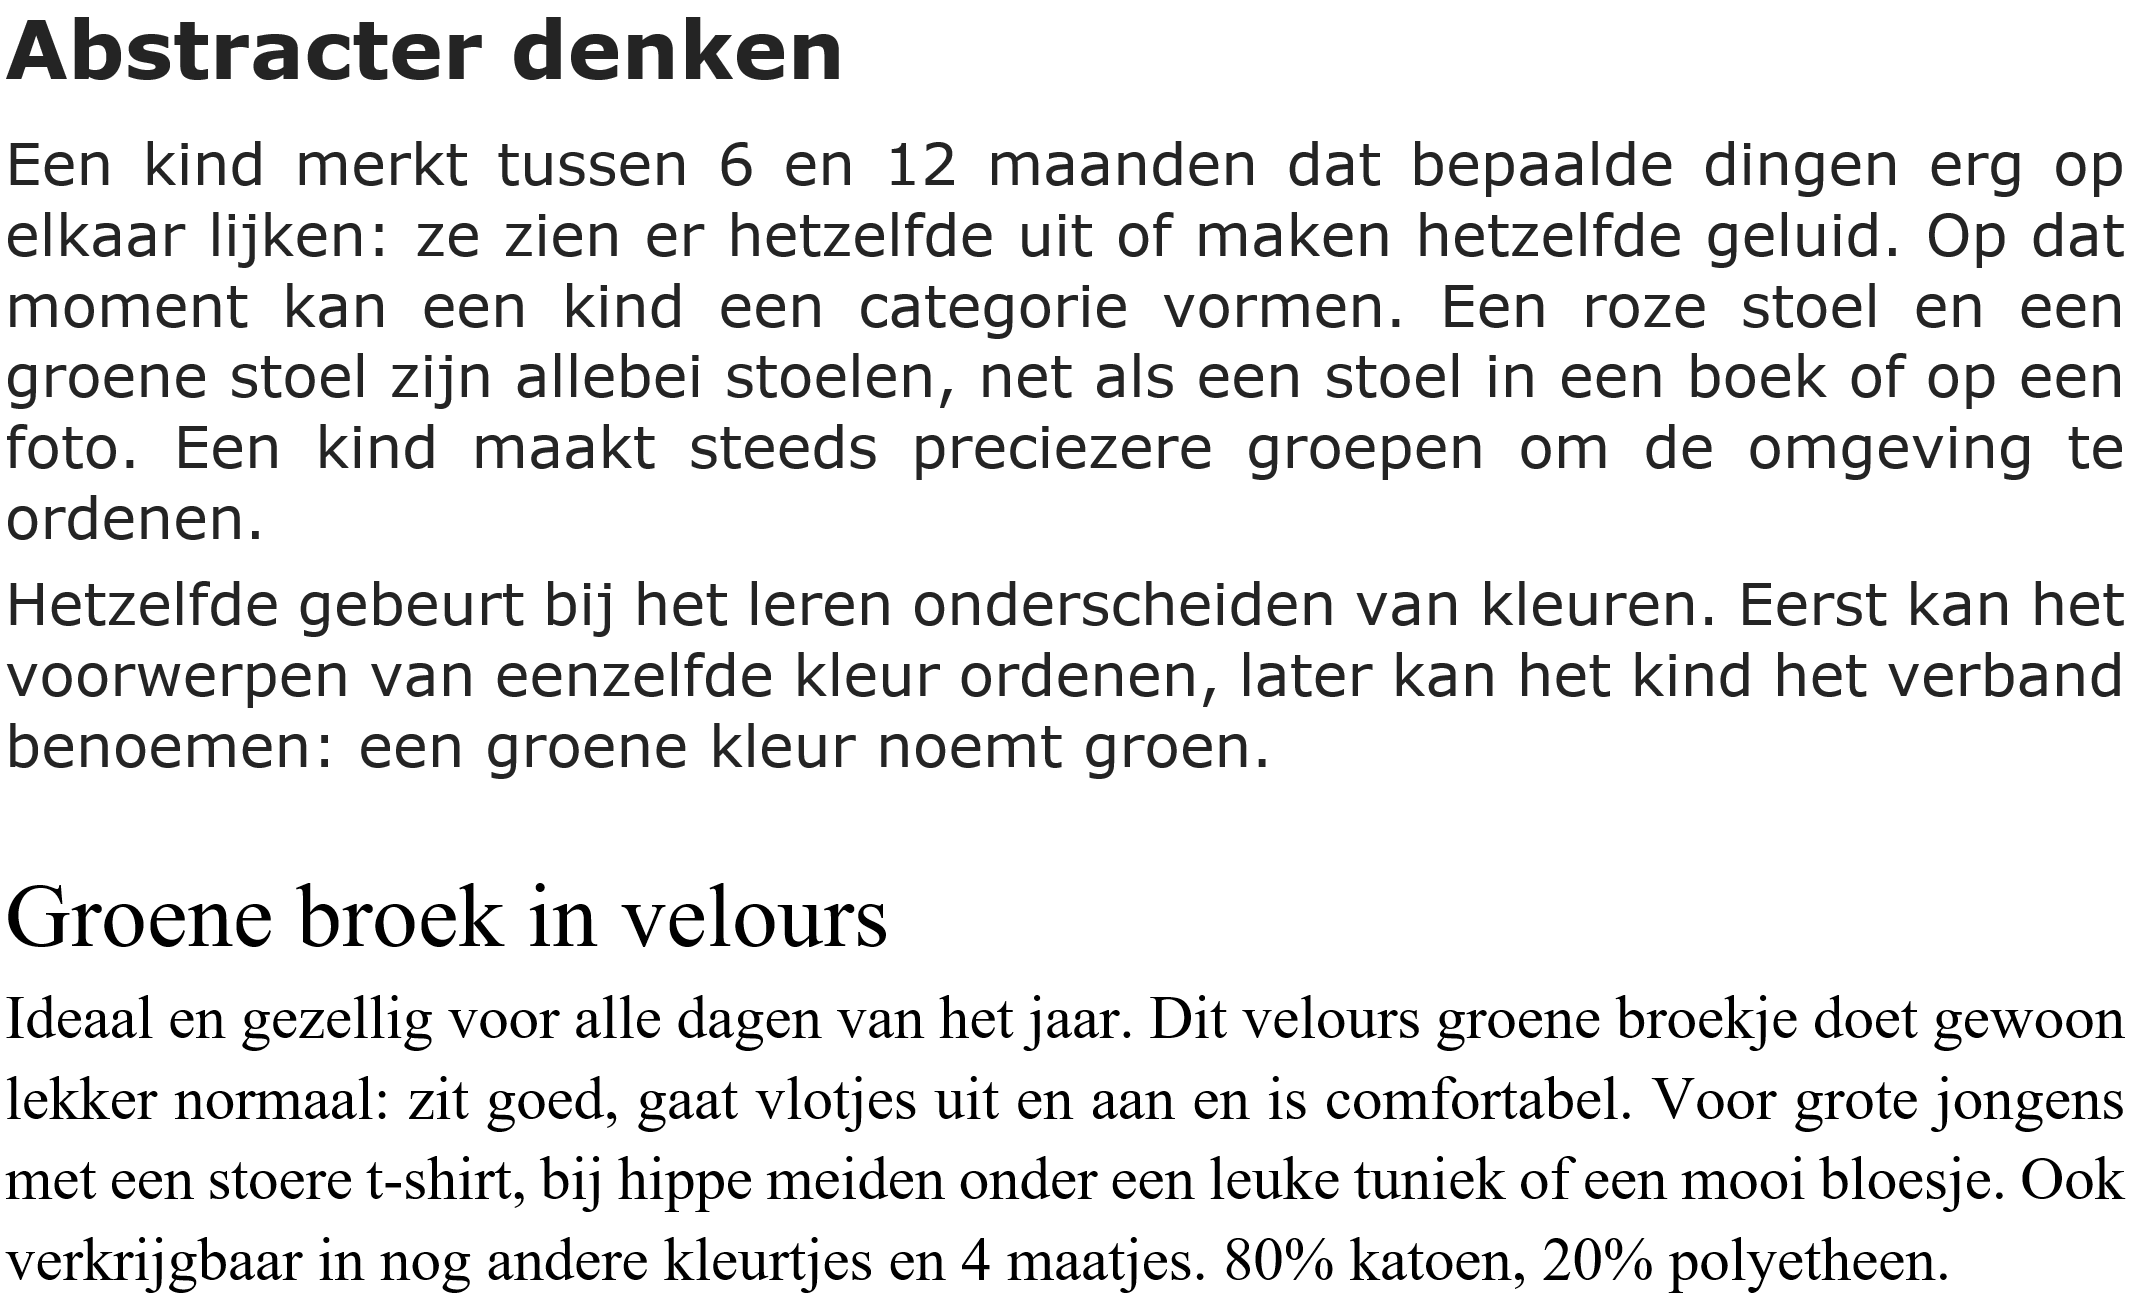 Abstracter denken
Een kind merkt tussen 6 en 12 maanden dat bepaalde dingen erg op
elkaar lijken: ze zien er hetzelfde uit of maken hetzelfde geluid. Op dat
moment kan een kind een categorie vormen. Een roze stoel en een
groene stoel zijn allebei stoelen, net als een stoel in een boek of op een
foto. Een kind maakt steeds preciezere groepen om de omgeving te
ordenen.
Hetzelfde gebeurt bij het leren onderscheiden van kleuren. Eerst kan het
voorwerpen van eenzelfde kleur ordenen, later kan het kind het verband
benoemen: een groene kleur noemt groen.
Groene broek in velours
Ideaal en gezellig voor alle dagen van het jaar. Dit velours groene broekje doet gewoon
lekker normaal: zit goed, gaat vlotjes uit en aan en is comfortabel. Voor grote jongens
met een stoere t-shirt, bij hippe meiden onder een leuke tuniek of een mooi bloesje. Ook
verkrijgbaar in nog andere kleurtjes en 4 maatjes. 80% katoen, 20% polyetheen.